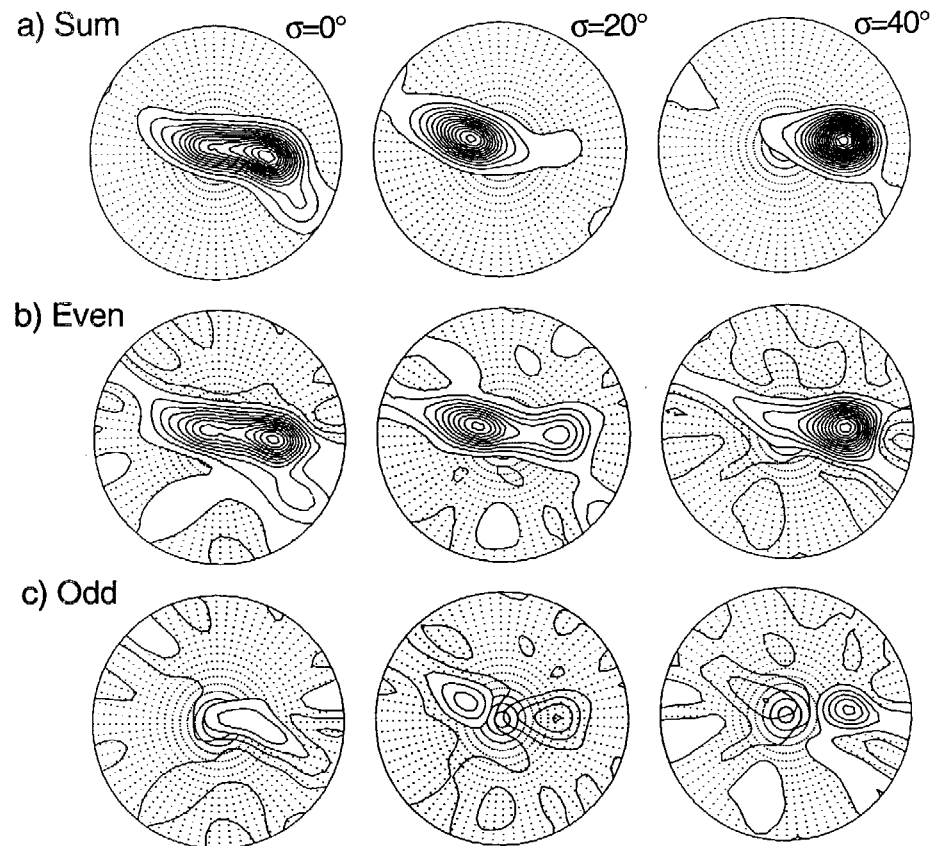 a) Sum
σ=0°
σ=20°
σ=40°
b) Even
c) Odd